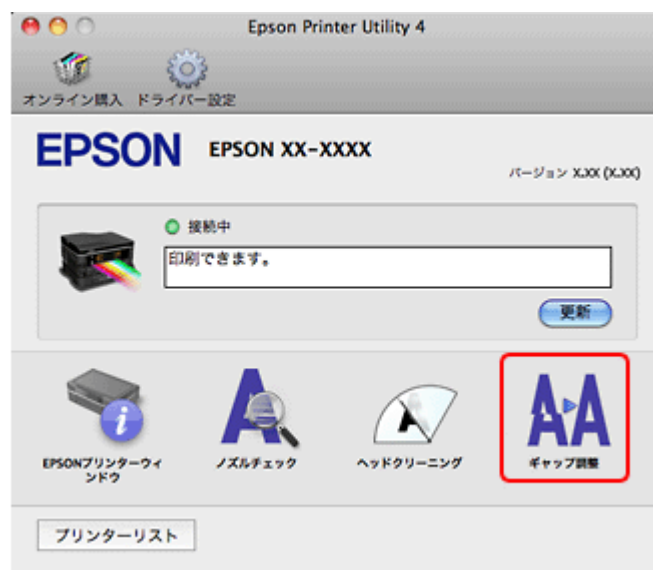 Epson Printer Utility 4
オンライン購入 ドライバー設定
EPSON EPSON XX-XXXX
バージョン X.XX (X.XX)
接続中
印刷できます。
更新
EPSONプリンターウィ
ンドウ
ノズルチェック
ヘッドクリーニング
ギャップ調整
プリンターリスト